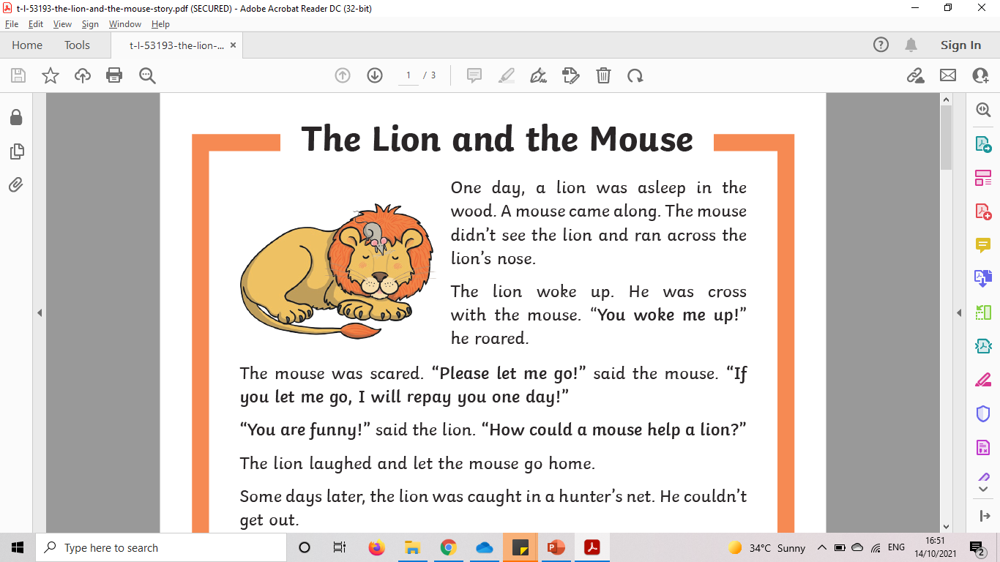 t-l-53193-the-lion-and-the-mouse-story.pdf (SECURED) - Adobe Acrobat Reader DC (32-bit)
File Edit View Sign Window Help
Home Tools t-l-53193-the-lion-... × Sign In
1 / 3
The Lion and the Mouse
One day, a lion was asleep in the
wood. A mouse came along. The mouse
didn’t see the lion and ran across the
lion’s nose.
The lion woke up. He was cross
with the mouse. “You woke me up!”
he roared.
The mouse was scared. “Please let me go!” said the mouse. “If
you let me go, I will repay you one day!”
“You are funny!” said the lion. “How could a mouse help a lion?”
The lion laughed and let the mouse go home.
Some days later, the lion was caught in a hunter’s net. He couldn’t
get out.
Type here to search
34°C Sunny
ENG
16:51
14/10/2021
2